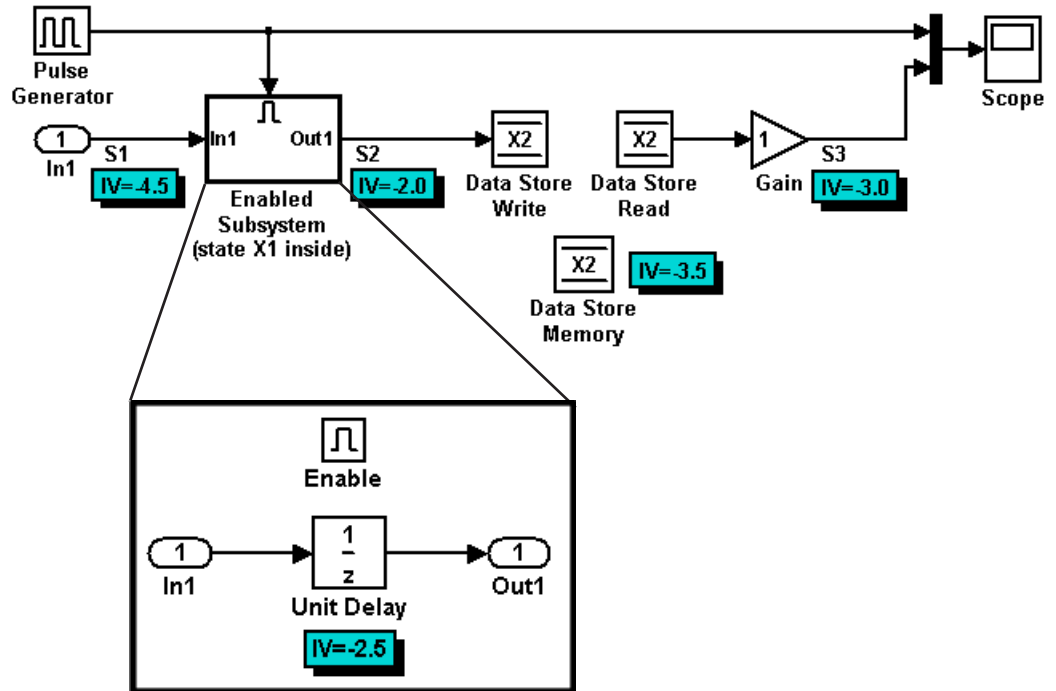 Pulse
Generator
Scope
1
In1
S1
IV=-4.5
In1
Out1
S2
IV=-2.0
Enabled
Subsystem
(state X1 inside)
X2
Data Store
Write
X2
Data Store
Read
1
Gain
S3
IV=-3.0
X2
IV=-3.5
Data Store
Memory
Enable
1
In1
1
z
Unit Delay
IV=-2.5
1
Out1